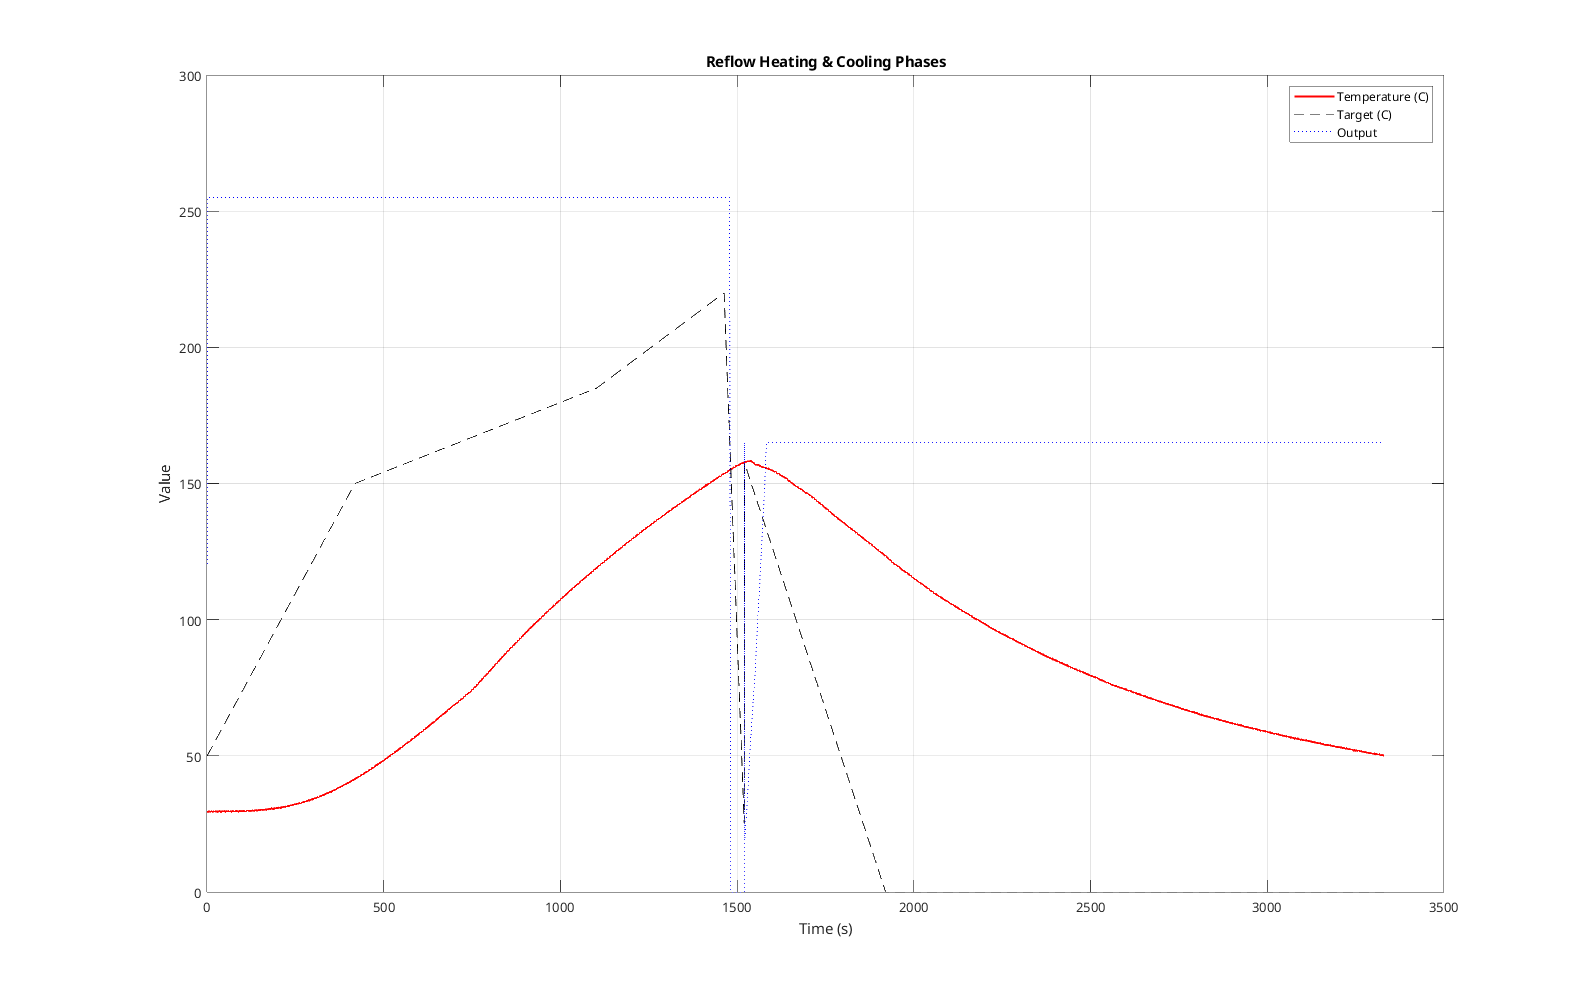 Reflow Heating & Cooling Phases
300
250
200
150
100
50
0
Value
Temperature (C)
Target (C)
Output
0 500 1000 1500 2000 2500 3000 3500
Time (s)